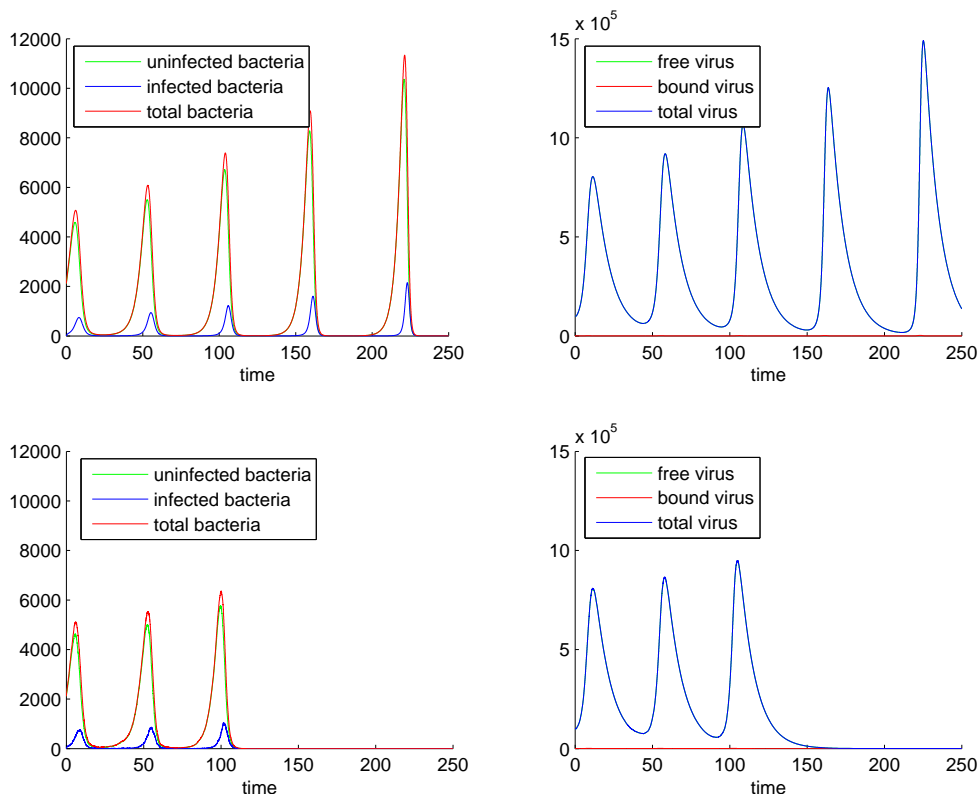 12000
10000
8000
6000
4000
2000
0
uninfected bacteria
infected bacteria
total bacteria
0 50 100 150 200 250
time
x 10^5
15
10
5
0
free virus
bound virus
total virus
0 50 100 150 200 250
time
12000
10000
8000
6000
4000
2000
0
uninfected bacteria
infected bacteria
total bacteria
0 50 100 150 200 250
time
x 10^5
15
10
5
0
free virus
bound virus
total virus
0 50 100 150 200 250
time